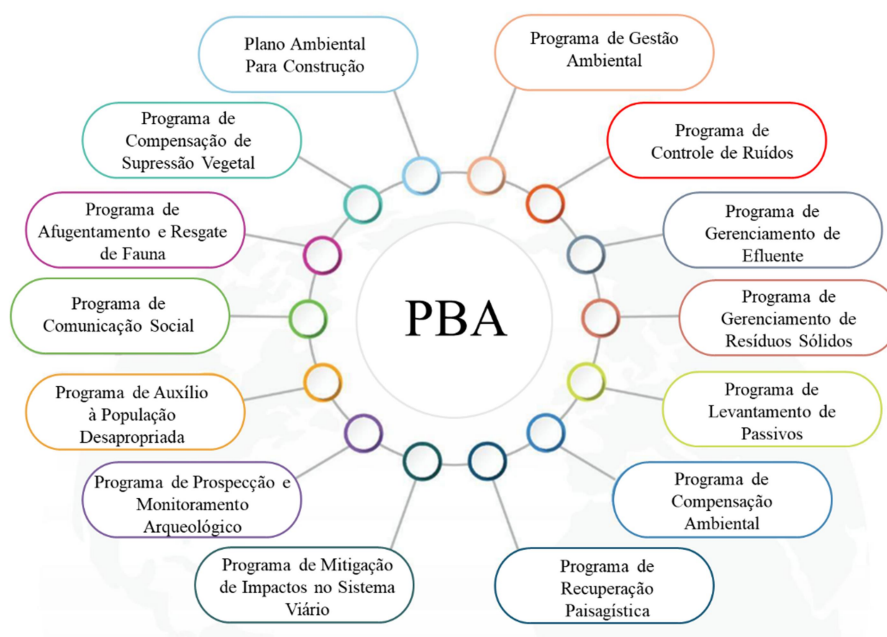 Plano Ambiental
Para Construção
Programa de Gestão
Ambiental
Programa de
Compensação de
Supressão Vegetal
Programa de
Controle de Ruídos
Programa de
Afugentamento e Resgate
de Fauna
Programa de
Gerenciamento de
Efluente
Programa de
Comunicação Social
PBA
Programa de
Gerenciamento de
Resíduos Sólidos
Programa de Auxílio
à População
Desapropriada
Programa de
Levantamento de
Passivos
Programa de Prospecção e
Monitoramento
Arqueológico
Programa de
Compensação
Ambiental
Programa de Mitigação
de Impactos no Sistema
Viário
Programa de
Recuperação
Paisagística